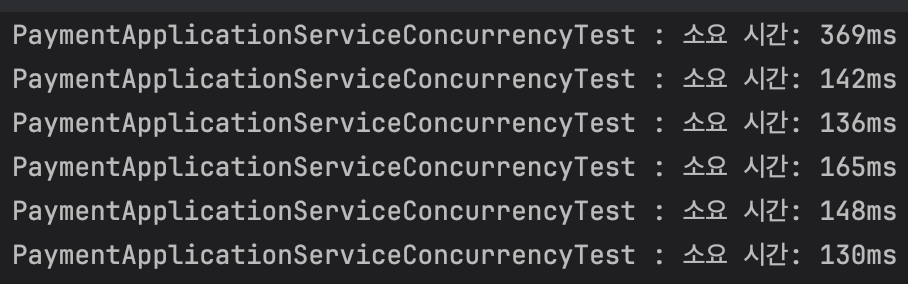 PaymentApplicationServiceConcurrencyTest : 소요 시간: 369ms
PaymentApplicationServiceConcurrencyTest : 소요 시간: 142ms
PaymentApplicationServiceConcurrencyTest : 소요 시간: 136ms
PaymentApplicationServiceConcurrencyTest : 소요 시간: 165ms
PaymentApplicationServiceConcurrencyTest : 소요 시간: 148ms
PaymentApplicationServiceConcurrencyTest : 소요 시간: 130ms